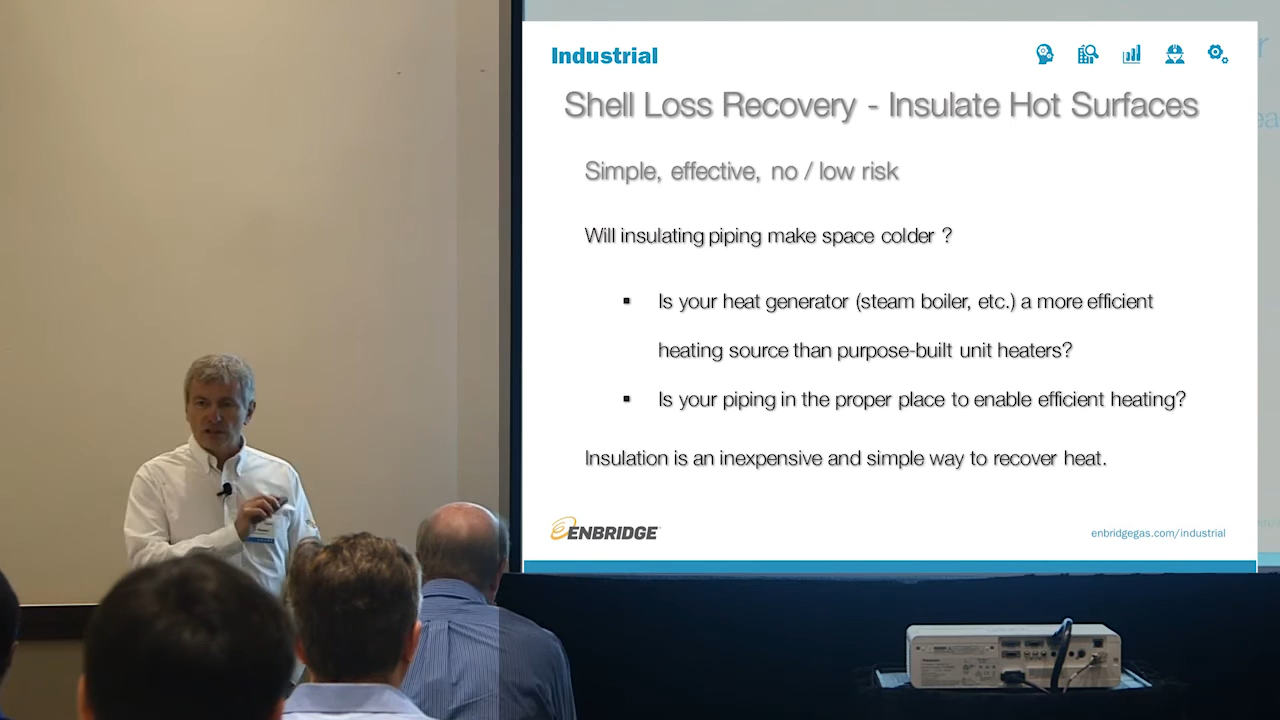 Industrial
Shell Loss Recovery - Insulate Hot Surfaces
Simple, effective, no / low risk
Will insulating piping make space colder ?
▪ Is your heat generator (steam boiler, etc.) a more efficient
heating source than purpose-built unit heaters?
▪ Is your piping in the proper place to enable efficient heating?
Insulation is an inexpensive and simple way to recover heat.
ENBRIDGE
enbridgegas.com/industrial